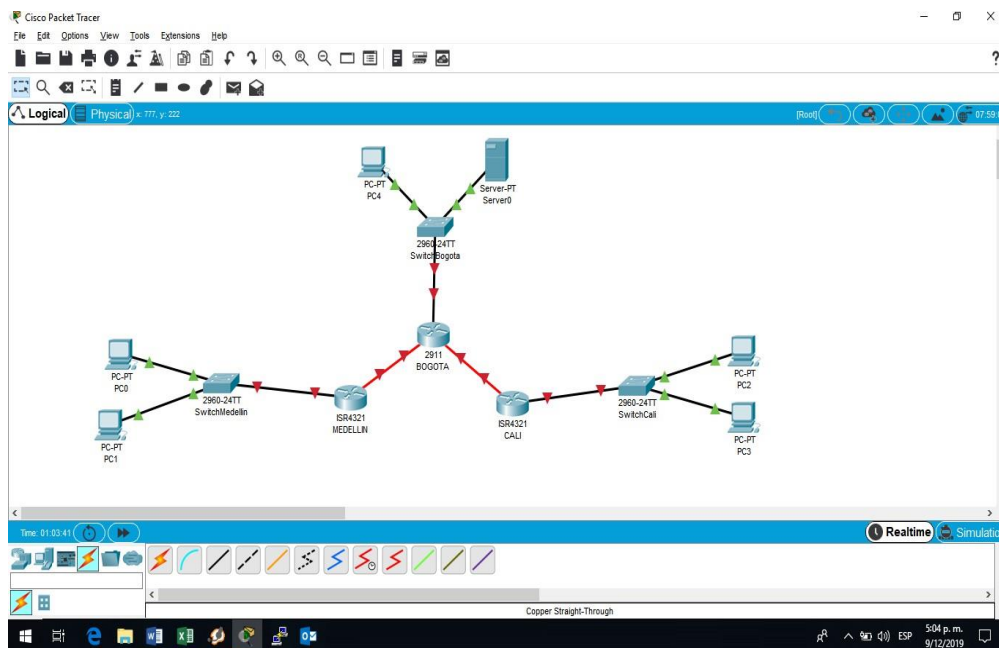 Cisco Packet Tracer
File Edit Options View Tools Extensions Help
?
Logical Physical x: 777, y: 222 [Root] 07:59:
PC-PT
PC4
Server-PT
Server0
2960-24TT
SwitchBogota
2911
BOGOTA
PC-PT
PC0
2960-24TT
SwitchMedellin
PC-PT
PC1
ISR4321
MEDELLIN
ISR4321
CALI
2960-24TT
SwitchCali
PC-PT
PC2
PC-PT
PC3
Time: 01:03:41 Realtime Simulatio
Copper Straight-Through
ESP
5:04 p. m.
9/12/2019